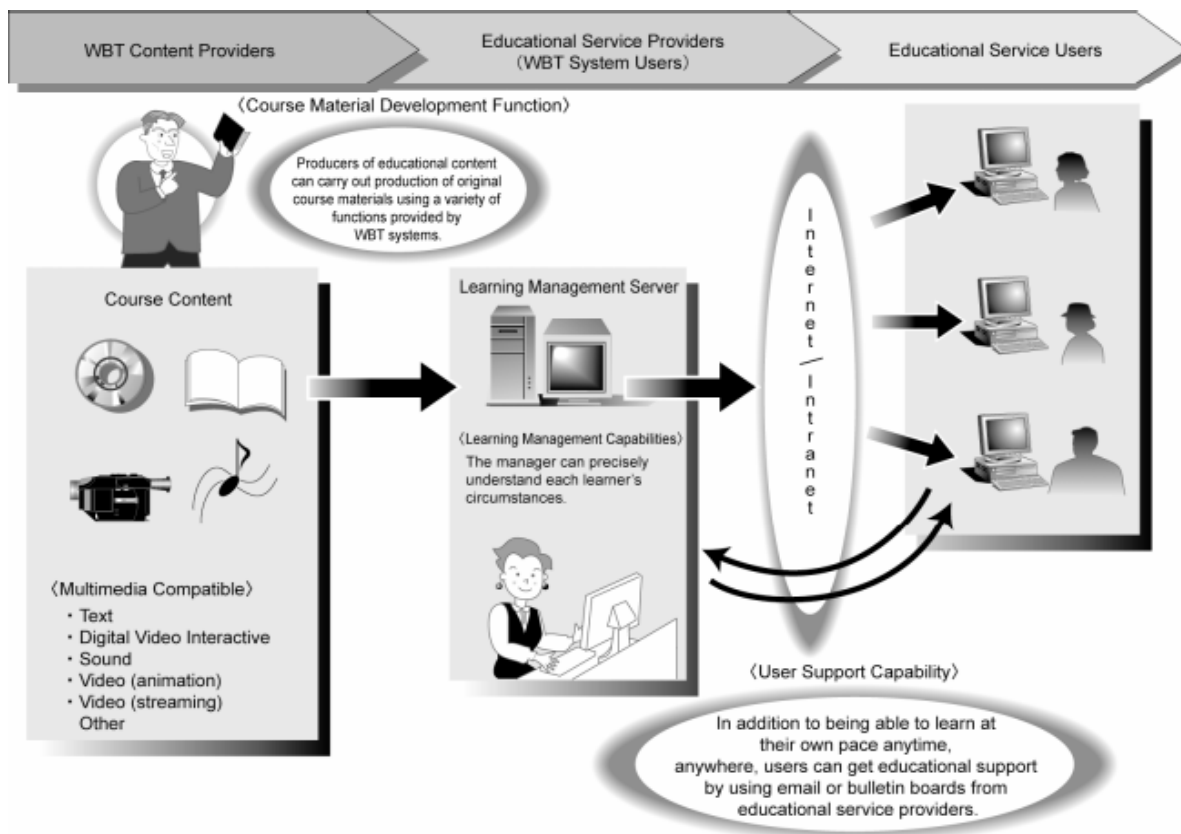 WBT Content Providers
Educational Service Providers
(WBT System Users)
Educational Service Users
〈Course Material Development Function〉
Producers of educational content
can carry out production of original
course materials using a variety of
functions provided by
WBT systems.
Course Content
〈Multimedia Compatible〉
・Text
・Digital Video Interactive
・Sound
・Video (animation)
・Video (streaming)
Other
Learning Management Server
〈Learning Management Capabilities〉
The manager can precisely
understand each learner's
circumstances.
Internet/Intranet
〈User Support Capability〉
In addition to being able to learn at
their own pace anytime,
anywhere, users can get educational support
by using email or bulletin boards from
educational service providers.